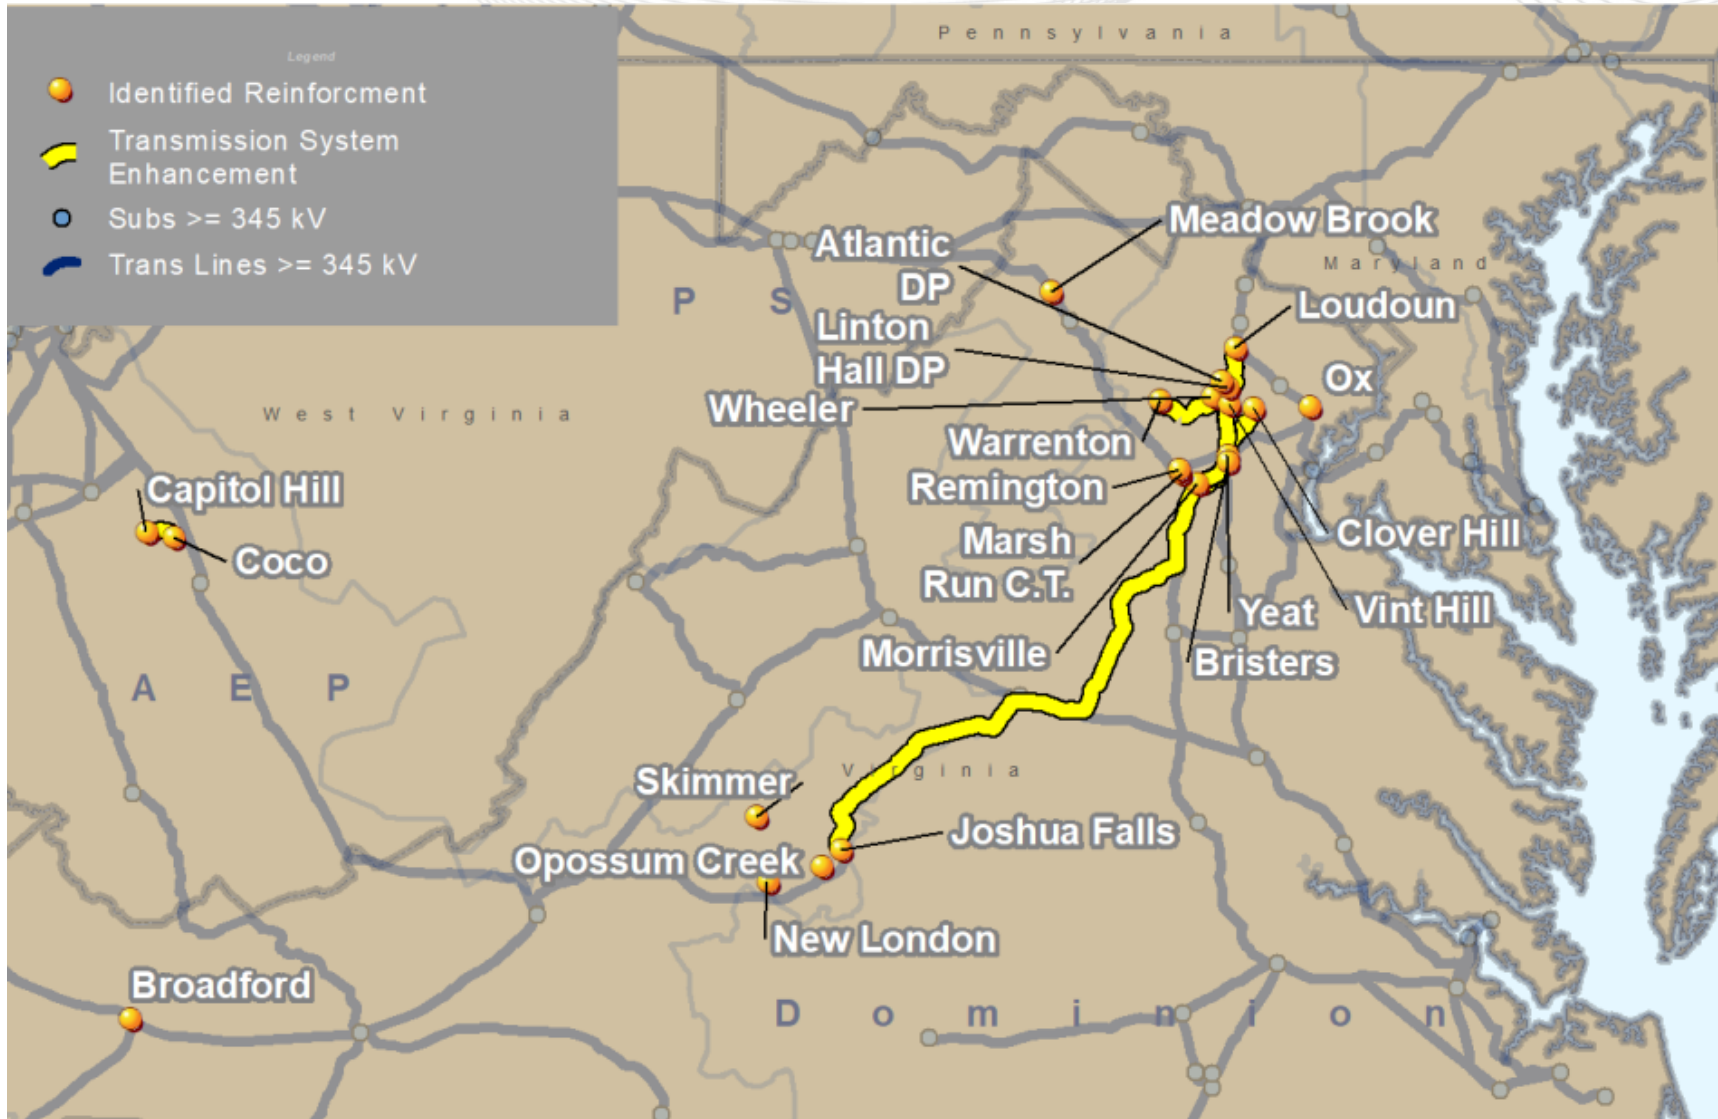 Pennsylvania
Legend
Identified Reinforcment
Transmission System
Enhancement
Subs >= 345 kV
Trans Lines >= 345 kV
Meadow Brook
Atlantic
DP
Maryland
P S
Loudoun
Linton
Hall DP
Ox
Wheeler
West Virginia
Warrenton
Remington
Capitol Hill
Clover Hill
Marsh
Coco
Run C.T.
Yeat
Vint Hill
Morrisville
Bristers
A E P
Virginia
Skimmer
Joshua Falls
Opossum Creek
New London
Broadford
Dominion